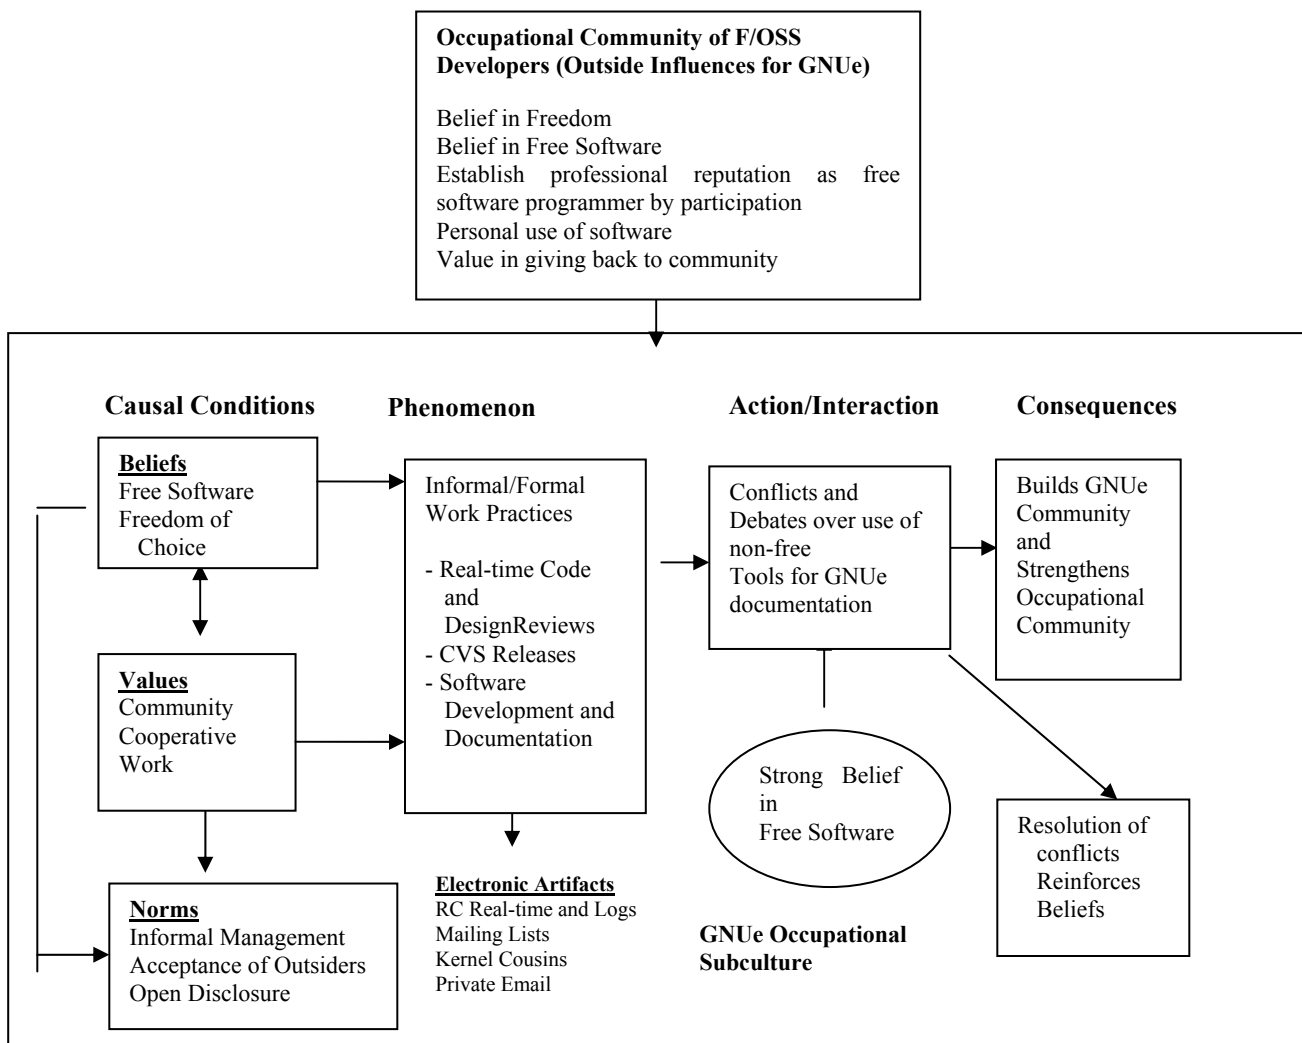 Occupational Community of F/OSS
Developers (Outside Influences for GNUe)
Belief in Freedom
Belief in Free Software
Establish professional reputation as free
software programmer by participation
Personal use of software
Value in giving back to community
Causal Conditions
Phenomenon
Action/Interaction
Consequences
Beliefs
Free Software
Freedom of
Choice
Values
Community
Cooperative
Work
Norms
Informal Management
Acceptance of Outsiders
Open Disclosure
Informal/Formal
Work Practices
- Real-time Code
and
DesignReviews
- CVS Releases
- Software
Development and
Documentation
Electronic Artifacts
RC Real-time and Logs
Mailing Lists
Kernel Cousins
Private Email
Conflicts and
Debates over use of
non-free
Tools for GNUe
documentation
Strong Belief
in
Free Software
GNUe Occupational
Subculture
Builds GNUe
Community
and
Strengthens
Occupational
Community
Resolution of
conflicts
Reinforces
Beliefs